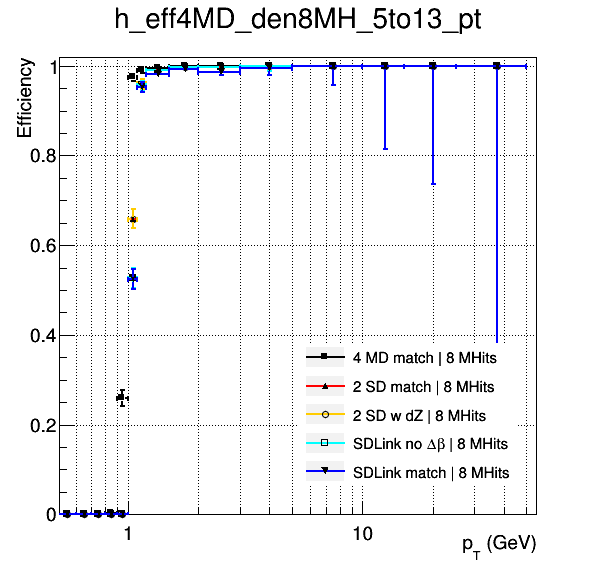 h_eff4MD_den8MH_5to13_pt
Efficiency
1
0.8
0.6
0.4
0.2
0
4 MD match | 8 MHits
2 SD match | 8 MHits
2 SD w dZ | 8 MHits
SDLink no Δβ | 8 MHits
SDLink match | 8 MHits
1
10
p_T (GeV)